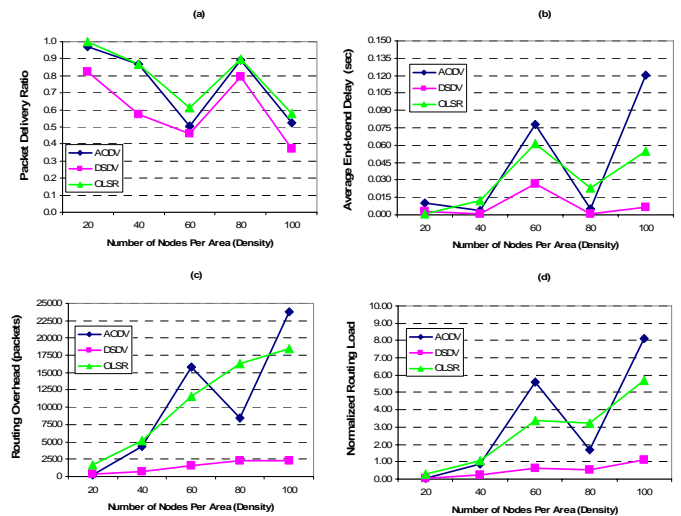 (a)
Packet Delivery Ratio
1.0
0.9
0.8
0.7
0.6
0.5
0.4
0.3
0.2
0.1
0.0
AODV
DSDV
OLSR
20 40 60 80 100
Number of Nodes Per Area (Density)
(b)
Average End-toend Delay (sec)
0.150
0.135
0.120
0.105
0.090
0.075
0.060
0.045
0.030
0.015
0.000
AODV
DSDV
OLSR
20 40 60 80 100
Number of Nodes Per Area (Density)
(c)
Routing Overhead (packets)
25000
22500
20000
17500
15000
12500
10000
7500
5000
2500
0
AODV
DSDV
OLSR
20 40 60 80 100
Number of Nodes Per Area (Density)
(d)
Normalized Routing Load
10.00
9.00
8.00
7.00
6.00
5.00
4.00
3.00
2.00
1.00
0.00
AODV
DSDV
OLSR
20 40 60 80 100
Number of Nodes Per Area (Density)